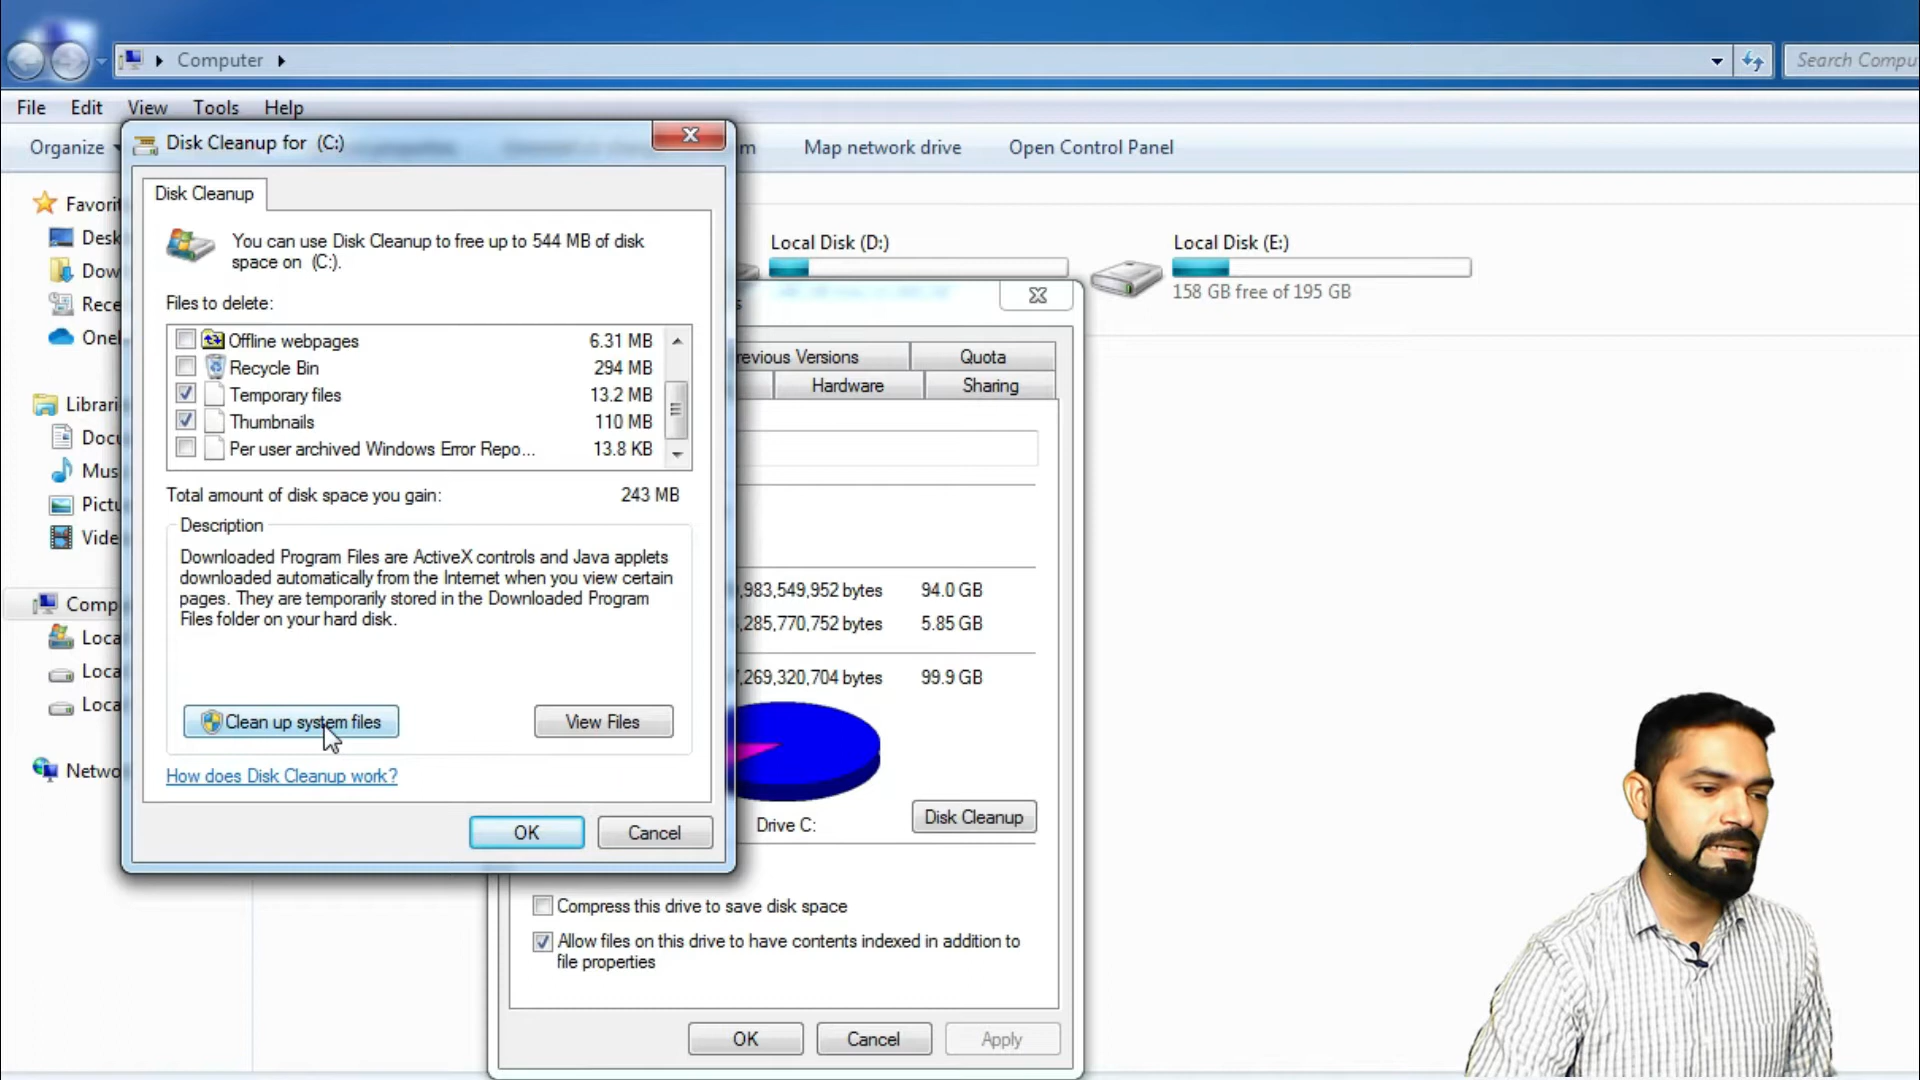 Computer
Search Compu
File Edit View Tools Help
Organize
Map network drive
Open Control Panel
Disk Cleanup for (C:)
Disk Cleanup
You can use Disk Cleanup to free up to 544 MB of disk
space on (C:).
Files to delete:
Offline webpages 6.31 MB
Recycle Bin 294 MB
Temporary files 13.2 MB
Thumbnails 110 MB
Per user archived Windows Error Repo... 13.8 KB
Total amount of disk space you gain: 243 MB
Description
Downloaded Program Files are ActiveX controls and Java applets
downloaded automatically from the Internet when you view certain
pages. They are temporarily stored in the Downloaded Program
Files folder on your hard disk.
Clean up system files
View Files
How does Disk Cleanup work?
OK Cancel
Favorit
Desk
Dow
Rece
Onel
Librari
Docu
Mus
Pictu
Vide
Comp
Loca
Loca
Loca
Netwo
Local Disk (D:)
Local Disk (E:)
158 GB free of 195 GB
revious Versions Quota
Hardware Sharing
,983,549,952 bytes 94.0 GB
,285,770,752 bytes 5.85 GB
,269,320,704 bytes 99.9 GB
Drive C:
Disk Cleanup
Compress this drive to save disk space
Allow files on this drive to have contents indexed in addition to
file properties
OK Cancel Apply